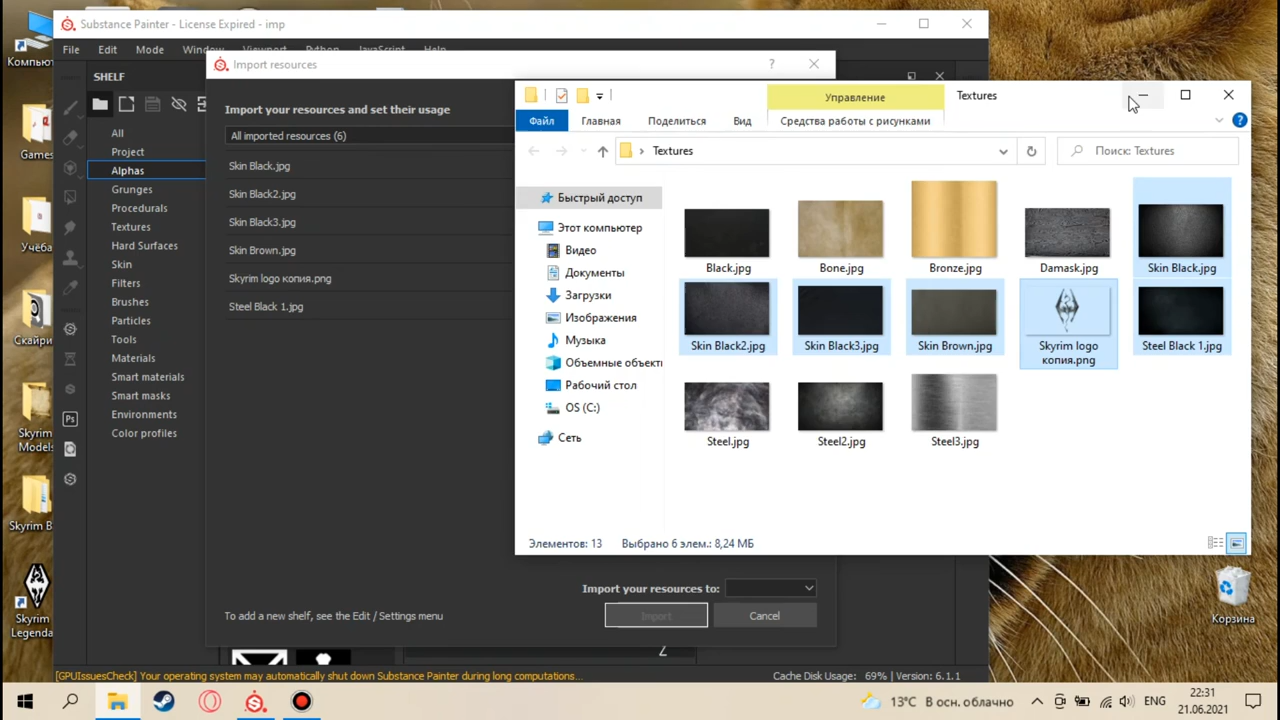 Substance Painter - License Expired - imp
File Edit Mode Window Viewport Python JavaScript Help
Компью
Games
Учёба
Скайри
Skyrim
Models
Skyrim B
Skyrim
Legenda
SHELF
All
Project
Alphas
Grunges
Procedurals
Textures
Hard Surfaces
Skin
Filters
Brushes
Particles
Tools
Materials
Smart materials
Smart masks
Environments
Color profiles
Ps
Import resources
?
Import your resources and set their usage
All imported resources (6)
Skin Black.jpg
Skin Black2.jpg
Skin Black3.jpg
Skin Brown.jpg
Skyrim logo копия.png
Steel Black 1.jpg
Import your resources to:
To add a new shelf, see the Edit / Settings menu
Import Cancel
Управление Textures
Файл Главная Поделиться Вид Средства работы с рисунками
Textures Поиск: Textures
Быстрый доступ
Этот компьютер
Видео
Документы
Загрузки
Изображения
Музыка
Объемные объекты
Рабочий стол
OS (C:)
Сеть
Black.jpg Bone.jpg Bronze.jpg Damask.jpg Skin Black.jpg
Skin Black2.jpg Skin Black3.jpg Skin Brown.jpg Skyrim logo копия.png Steel Black 1.jpg
Steel.jpg Steel2.jpg Steel3.jpg
Элементов: 13 Выбрано 6 элем.: 8,24 МБ
Корзина
[GPUIssuesCheck] Your operating system may automatically shut down Substance Painter during long computations...
Cache Disk Usage: 69% | Version: 6.1.1
13°C В осн. облачно ENG 22:31
21.06.2021